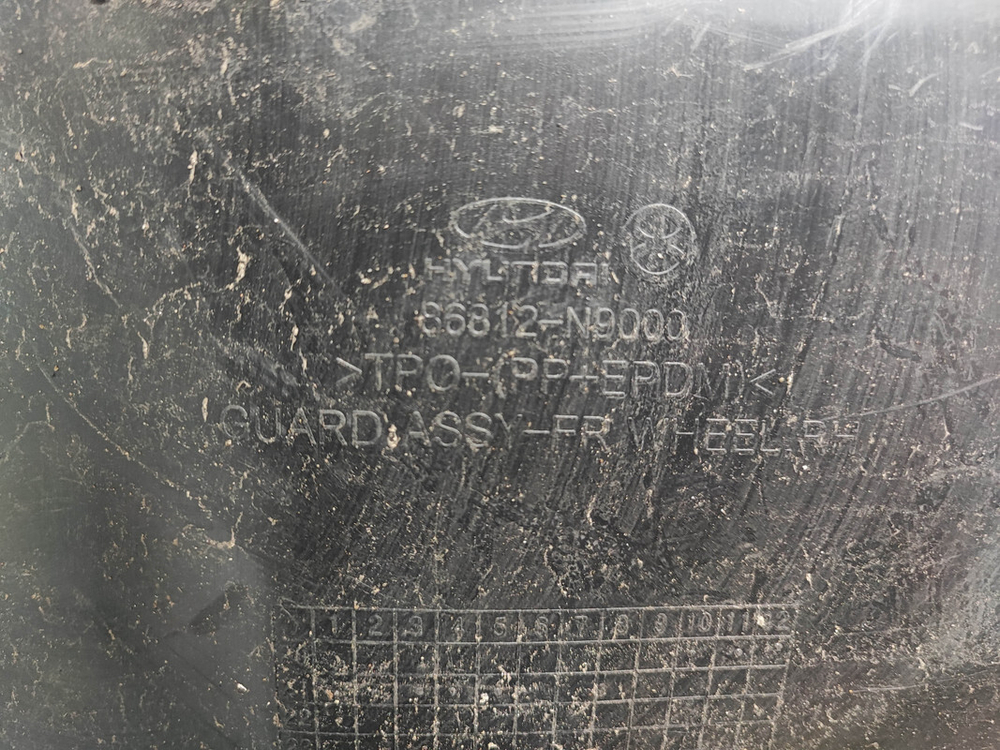 HYUNDAI
86812-N9000
>TPO-(PP+EPDM)<
GUARD ASSY-FR WHEEL,RH
1 2 3 4 5 6 7 8 9 10 11 12